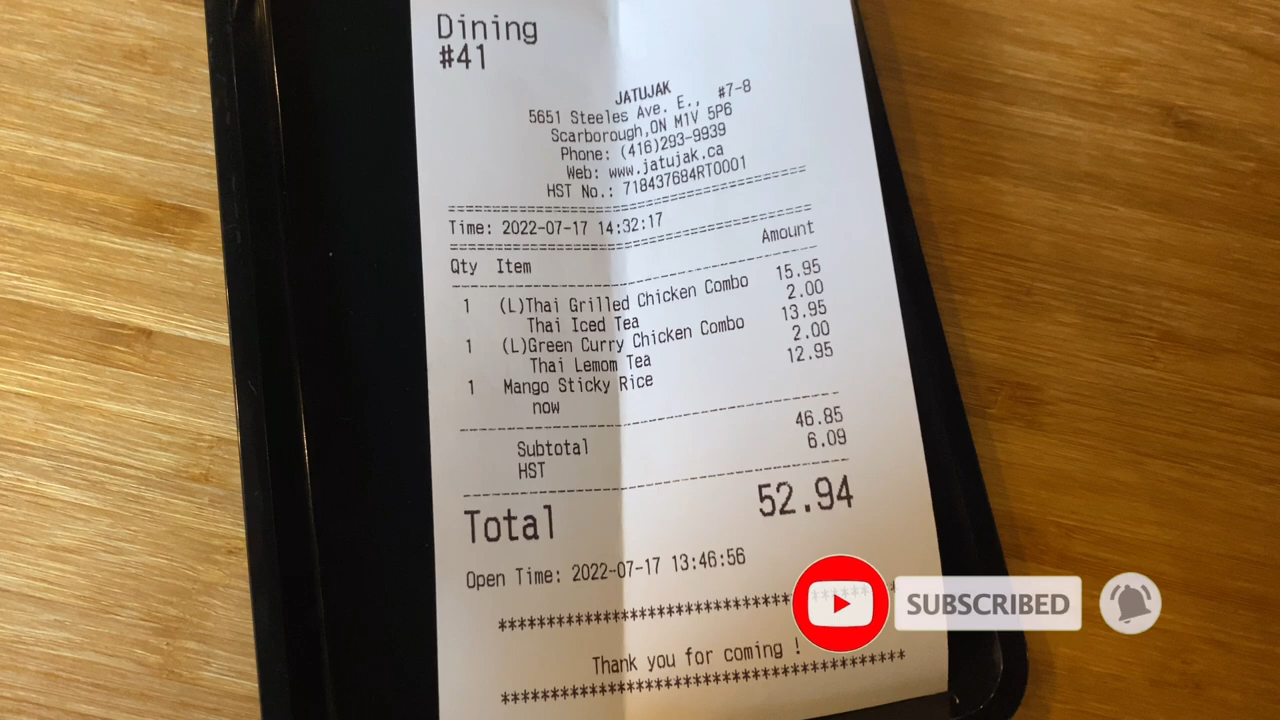 Dining
#41
JATUJAK
5651 Steeles Ave. E., #7-8
Scarborough,ON M1V 5P6
Phone: (416)293-9939
Web: www.jatujak.ca
HST No.: 718437684RT0001
Time: 2022-07-17 14:32:17
Qty Item Amount
1 (L)Thai Grilled Chicken Combo 15.95
Thai Iced Tea 2.00
1 (L)Green Curry Chicken Combo 13.95
Thai Lemom Tea 2.00
1 Mango Sticky Rice 12.95
now
Subtotal 46.85
HST 6.09
Total 52.94
Open Time: 2022-07-17 13:46:56
****************************************
Thank you for coming !
****************************************
SUBSCRIBED